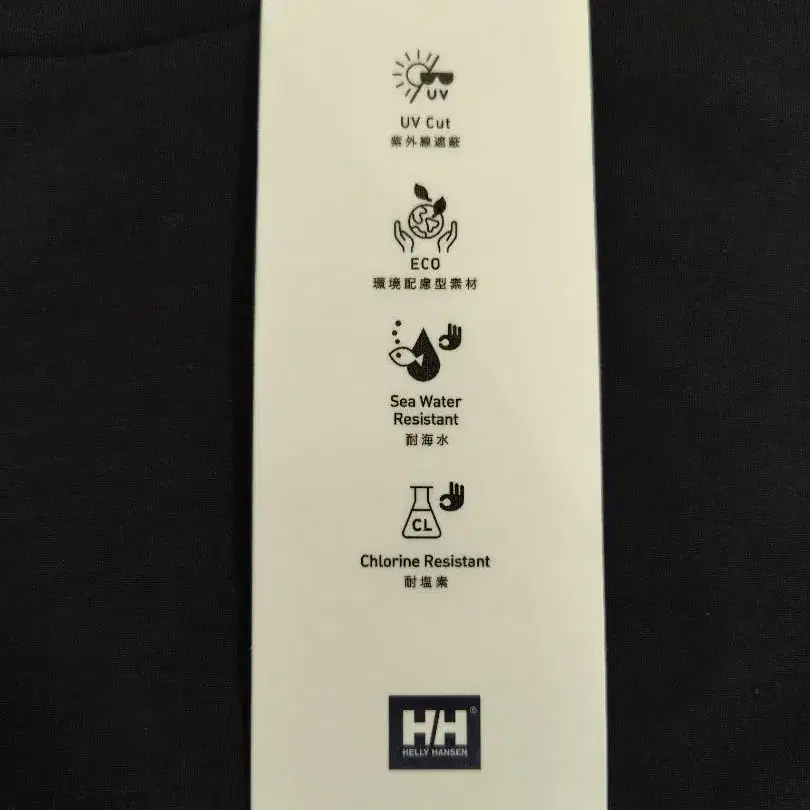 UV
UV Cut
紫外線遮蔽
ECO
環境配慮型素材
Sea Water
Resistant
耐海水
CL
Chlorine Resistant
耐塩素
HH®
HELLY HANSEN